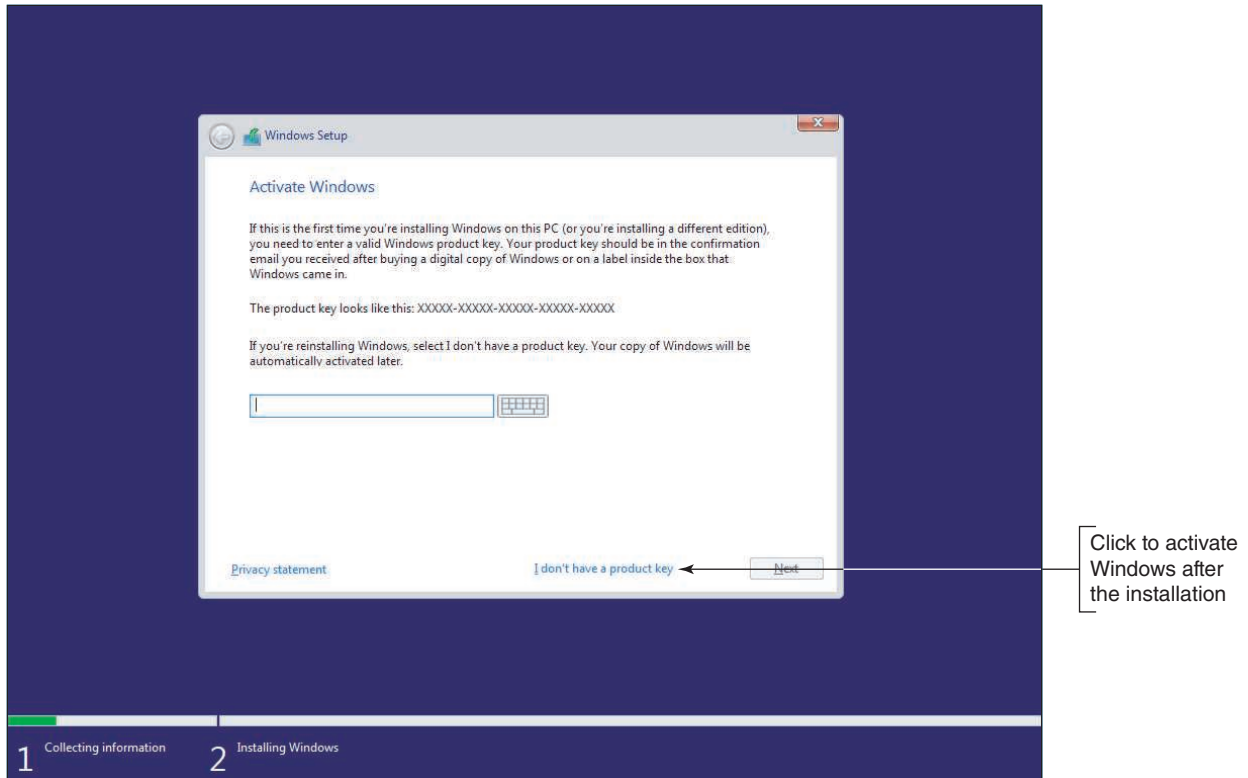 Windows Setup
Activate Windows
If this is the first time you're installing Windows on this PC (or you're installing a different edition),
you need to enter a valid Windows product key. Your product key should be in the confirmation
email you received after buying a digital copy of Windows or on a label inside the box that
Windows came in.
The product key looks like this: XXXXX-XXXXX-XXXXX-XXXXX-XXXXX
If you're reinstalling Windows, select I don't have a product key. Your copy of Windows will be
automatically activated later.
Privacy statement
I don't have a product key
Next
Click to activate
Windows after
the installation
1 Collecting information
2 Installing Windows